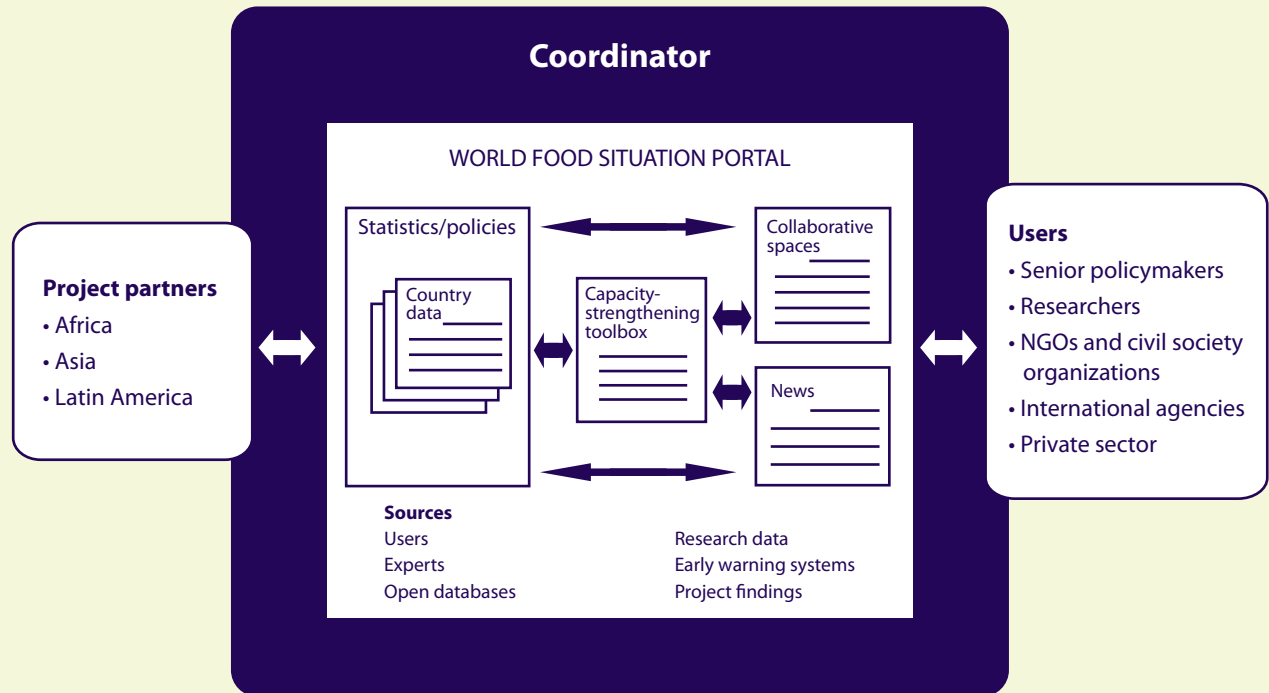 Coordinator
WORLD FOOD SITUATION PORTAL
Project partners
• Africa
• Asia
• Latin America
Statistics/policies
Country
data
Capacity-
strengthening
toolbox
Collaborative
spaces
News
Sources
Users
Experts
Open databases
Research data
Early warning systems
Project findings
Users
• Senior policymakers
• Researchers
• NGOs and civil society
organizations
• International agencies
• Private sector